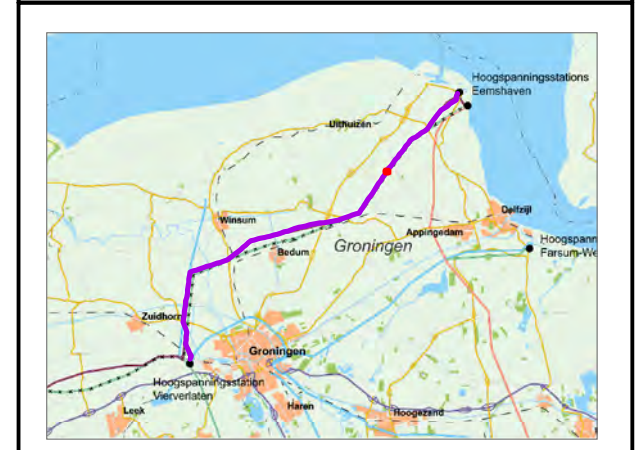 Hoogspanningsstations
Eemshaven
Uithuizen
Delfzijl
Winsum
Appingedam
Groningen
Hoogspann
Farsum-We
Bedum
Zuidhorn
Groningen
Hoogspanningsstation
Vierverlaten
Leek
Haren
Hoogezand